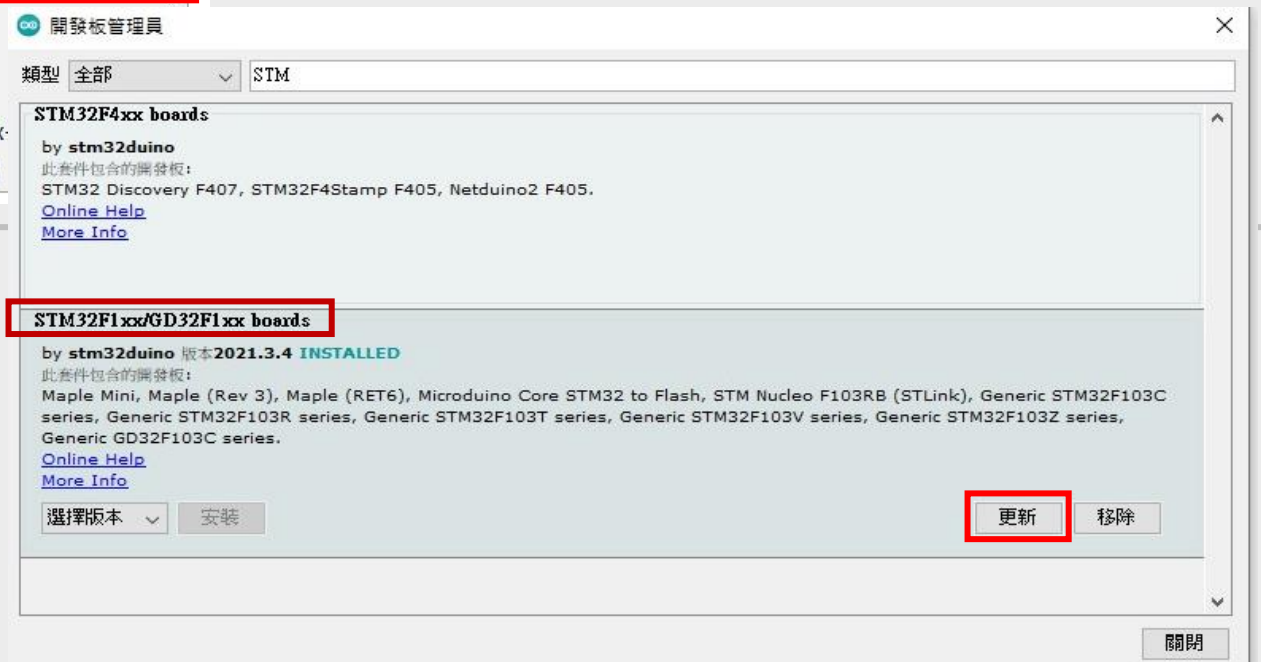 開發板管理員
類型 全部 STM
STM32F4xx boards
by stm32duino
此套件包含的開發板:
STM32 Discovery F407, STM32F4Stamp F405, Netduino2 F405.
Online Help
More Info
STM32F1xx/GD32F1xx boards
by stm32duino 版本2021.3.4 INSTALLED
此套件包含的開發板:
Maple Mini, Maple (Rev 3), Maple (RET6), Microduino Core STM32 to Flash, STM Nucleo F103RB (STLink), Generic STM32F103C
series, Generic STM32F103R series, Generic STM32F103T series, Generic STM32F103V series, Generic STM32F103Z series,
Generic GD32F103C series.
Online Help
More Info
選擇版本 安裝 更新 移除
關閉